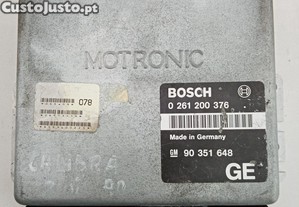 CustoJusto.pt
MOTRONIC
BOSCH
0 261 200 376
Made in Germany
GM 90 351 648
GE
078